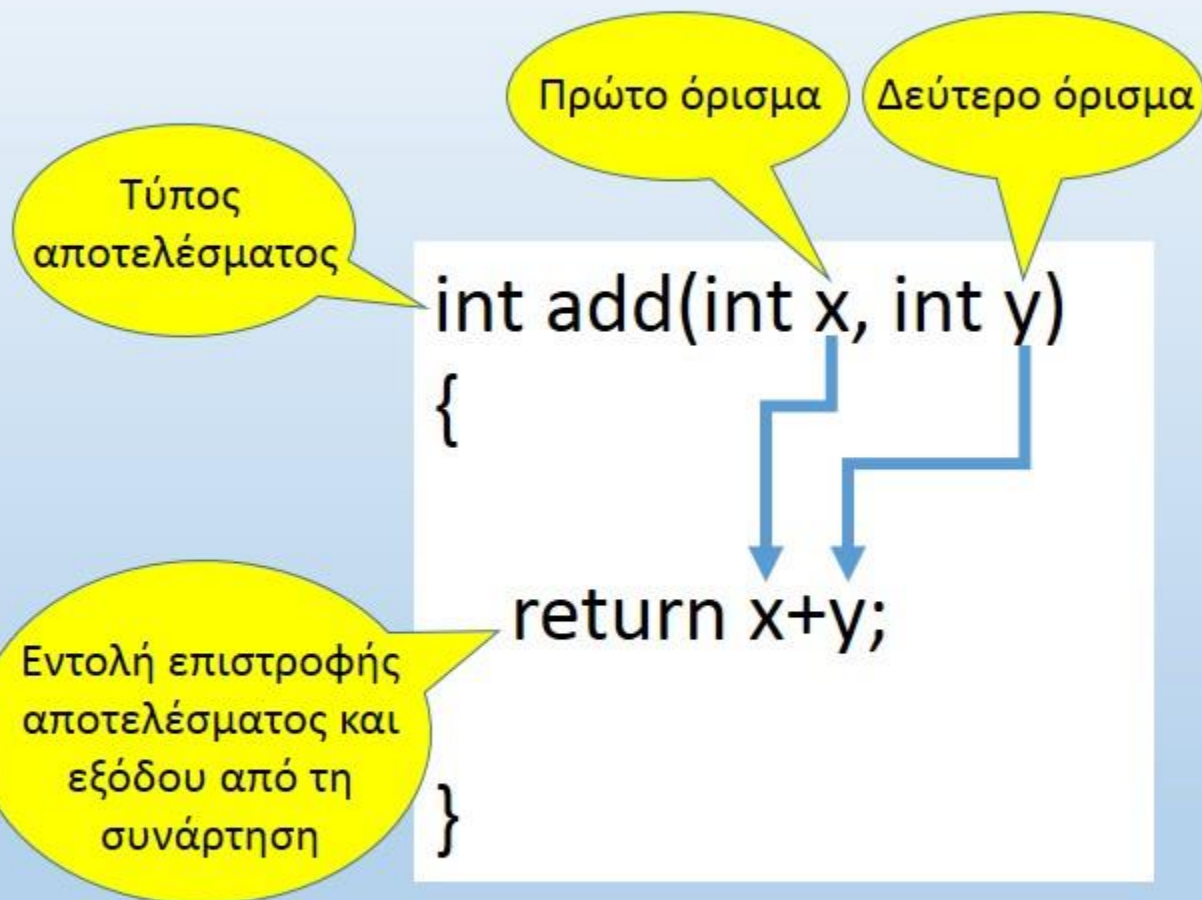 Πρώτο όρισμα
Δεύτερο όρισμα
Τύπος
αποτελέσματος
int add(int x, int y)
{
return x+y;
Εντολή επιστροφής
αποτελέσματος και
εξόδου από τη
συνάρτηση
}